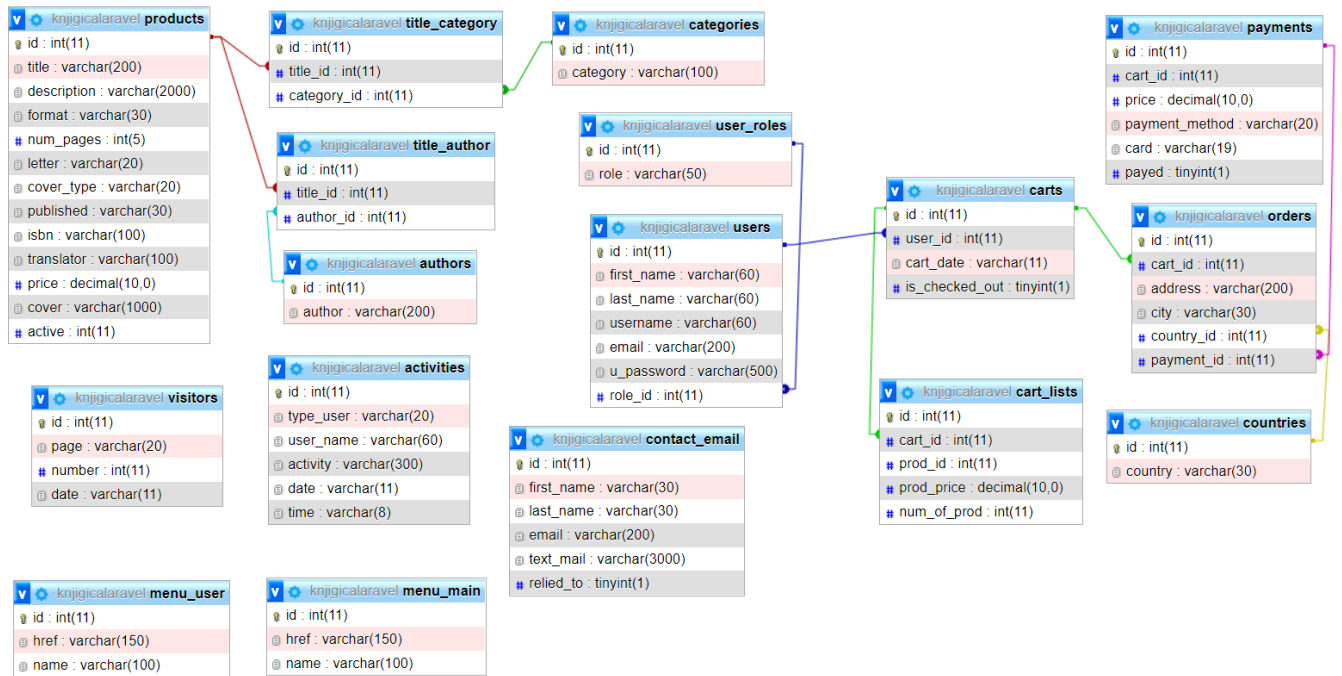 knjigicalaravel products
id : int(11)
title : varchar(200)
description : varchar(2000)
format : varchar(30)
num_pages : int(5)
letter : varchar(20)
cover_type : varchar(20)
published : varchar(30)
isbn : varchar(100)
translator : varchar(100)
price : decimal(10,0)
cover : varchar(1000)
active : int(11)
knjigicalaravel title_category
id : int(11)
title_id : int(11)
category_id : int(11)
knjigicalaravel categories
id : int(11)
category : varchar(100)
knjigicalaravel title_author
id : int(11)
title_id : int(11)
author_id : int(11)
knjigicalaravel authors
id : int(11)
author : varchar(200)
knjigicalaravel user_roles
id : int(11)
role : varchar(50)
knjigicalaravel users
id : int(11)
first_name : varchar(60)
last_name : varchar(60)
username : varchar(60)
email : varchar(200)
u_password : varchar(500)
role_id : int(11)
knjigicalaravel carts
id : int(11)
user_id : int(11)
cart_date : varchar(11)
is_checked_out : tinyint(1)
knjigicalaravel payments
id : int(11)
cart_id : int(11)
price : decimal(10,0)
payment_method : varchar(20)
card : varchar(19)
payed : tinyint(1)
knjigicalaravel orders
id : int(11)
cart_id : int(11)
address : varchar(200)
city : varchar(30)
country_id : int(11)
payment_id : int(11)
knjigicalaravel cart_lists
id : int(11)
cart_id : int(11)
prod_id : int(11)
prod_price : decimal(10,0)
num_of_prod : int(11)
knjigicalaravel countries
id : int(11)
country : varchar(30)
knjigicalaravel visitors
id : int(11)
page : varchar(20)
number : int(11)
date : varchar(11)
knjigicalaravel activities
id : int(11)
type_user : varchar(20)
user_name : varchar(60)
activity : varchar(300)
date : varchar(11)
time : varchar(8)
knjigicalaravel contact_email
id : int(11)
first_name : varchar(30)
last_name : varchar(30)
email : varchar(200)
text_mail : varchar(3000)
relied_to : tinyint(1)
knjigicalaravel menu_user
id : int(11)
href : varchar(150)
name : varchar(100)
knjigicalaravel menu_main
id : int(11)
href : varchar(150)
name : varchar(100)